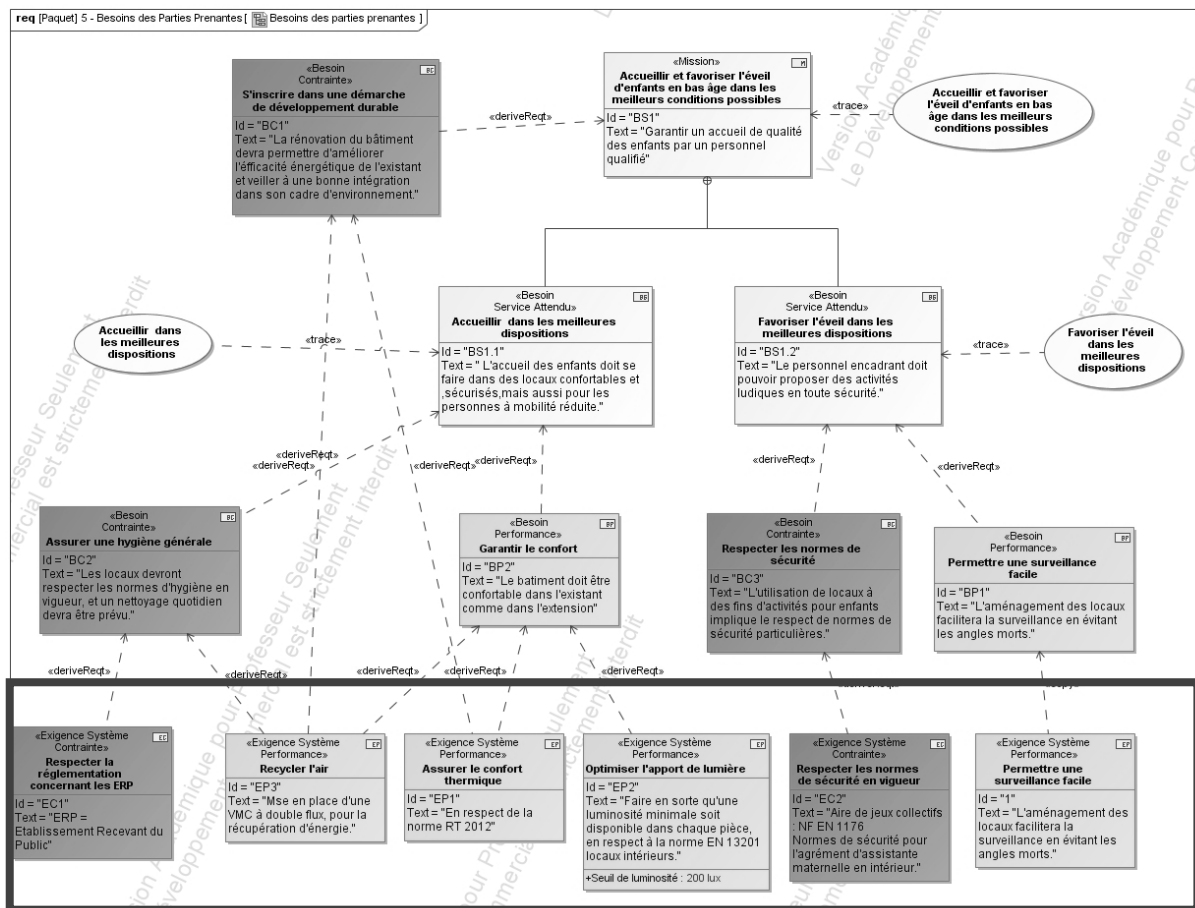 req [Paquet] 5 - Besoins des Parties Prenantes [ Besoins des parties prenantes ]
«Besoin
Contrainte»
BC
S'inscrire dans une démarche
de développement durable
Id = "BC1"
Text = "La rénovation du bâtiment
devra permettre d'améliorer
l'éfficacité énergétique de l'existant
et veiller à une bonne intégration
dans son cadre d'environnement."
«deriveReqt»
«Mission»
M
Accueillir et favoriser l'éveil
d'enfants en bas âge dans les
meilleurs conditions possibles
Id = "BS1"
Text = "Garantir un accueil de qualité
des enfants par un personnel
qualifié"
«trace»
Accueillir et favoriser
l'éveil d'enfants en bas
âge dans les meilleurs
conditions possibles
Accueillir dans
les meilleures
dispositions
«trace»
«Besoin
Service Attendu»
Accueillir dans les meilleures
dispositions
Id = "BS1.1"
Text = " L'accueil des enfants doit se
faire dans des locaux confortables et
,sécurisés,mais aussi pour les
personnes à mobilité réduite."
«Besoin
Service Attendu»
Favoriser l'éveil dans les
meilleures dispositions
Id = "BS1.2"
Text = "Le personnel encadrant doit
pouvoir proposer des activités
ludiques en toute sécurité."
«trace»
Favoriser l'éveil
dans les
meilleures
dispositions
«deriveReqt»
«deriveReqt»
«deriveReqt»
«deriveReqt»
«deriveReqt»
«Besoin
Contrainte»
BC
Assurer une hygiène générale
Id = "BC2"
Text = "Les locaux devront
respecter les normes d'hygiène en
vigueur, et un nettoyage quotidien
devra être prévu."
«Besoin
Performance»
BP
Garantir le confort
Id = "BP2"
Text = "Le batiment doit être
confortable dans l'existant
comme dans l'extension"
«Besoin
Contrainte»
BC
Respecter les normes de
sécurité
Id = "BC3"
Text = "L'utilisation de locaux à
des fins d'activités pour enfants
implique le respect de normes de
sécurité particulières."
«Besoin
Performance»
BP
Permettre une surveillance
facile
Id = "BP1"
Text = "L'aménagement des locaux
facilitera la surveillance en évitant
les angles morts."
«deriveReqt»
«deriveReqt»
«deriveReqt»
«deriveReqt»
«deriveReqt»
«deriveReqt»
«Exigence Système
Contrainte»
EC
Respecter la
réglementation
concernant les ERP
Id = "EC1"
Text = "ERP =
Etablissement Recevant du
Public"
«Exigence Système
Performance»
EP
Recycler l'air
Id = "EP3"
Text = "Mse en place d'une
VMC à double flux, pour la
récupération d'énergie."
«Exigence Système
Performance»
EP
Assurer le confort
thermique
Id = "EP1"
Text = "En respect de la
norme RT 2012"
«Exigence Système
Performance»
EP
Optimiser l'apport de lumière
Id = "EP2"
Text = "Faire en sorte qu'une
luminosité minimale soit
disponible dans chaque pièce,
en respect à la norme EN 13201
locaux intérieurs."
+Seuil de luminosité : 200 lux
«Exigence Système
Contrainte»
EC
Respecter les normes
de sécurité en vigueur
Id = "EC2"
Text = "Aire de jeux collectifs
: NF EN 1176
Normes de sécurité pour
l'agrément d'assistante
maternelle en intérieur."
«Exigence Système
Performance»
EP
Permettre une
surveillance facile
Id = "1"
Text = "L'aménagement des
locaux facilitera la
surveillance en évitant les
angles morts."